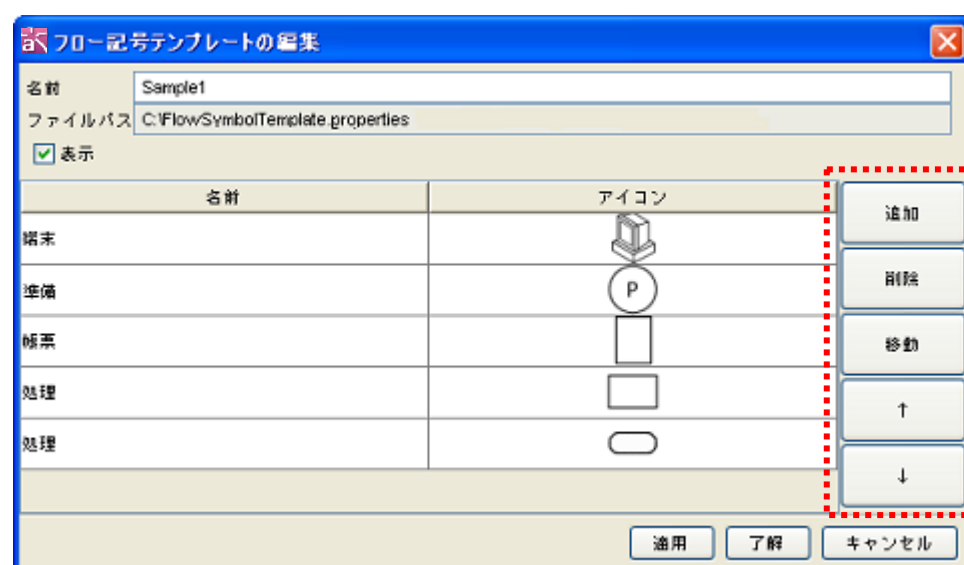 フロー記号テンプレートの編集
名前 Sample1
ファイルパス C:\FlowSymbolTemplate.properties
表示
名前 アイコン
端末
準備 P
帳票
処理
処理
追加
削除
移動
↑
↓
適用 了解 キャンセル